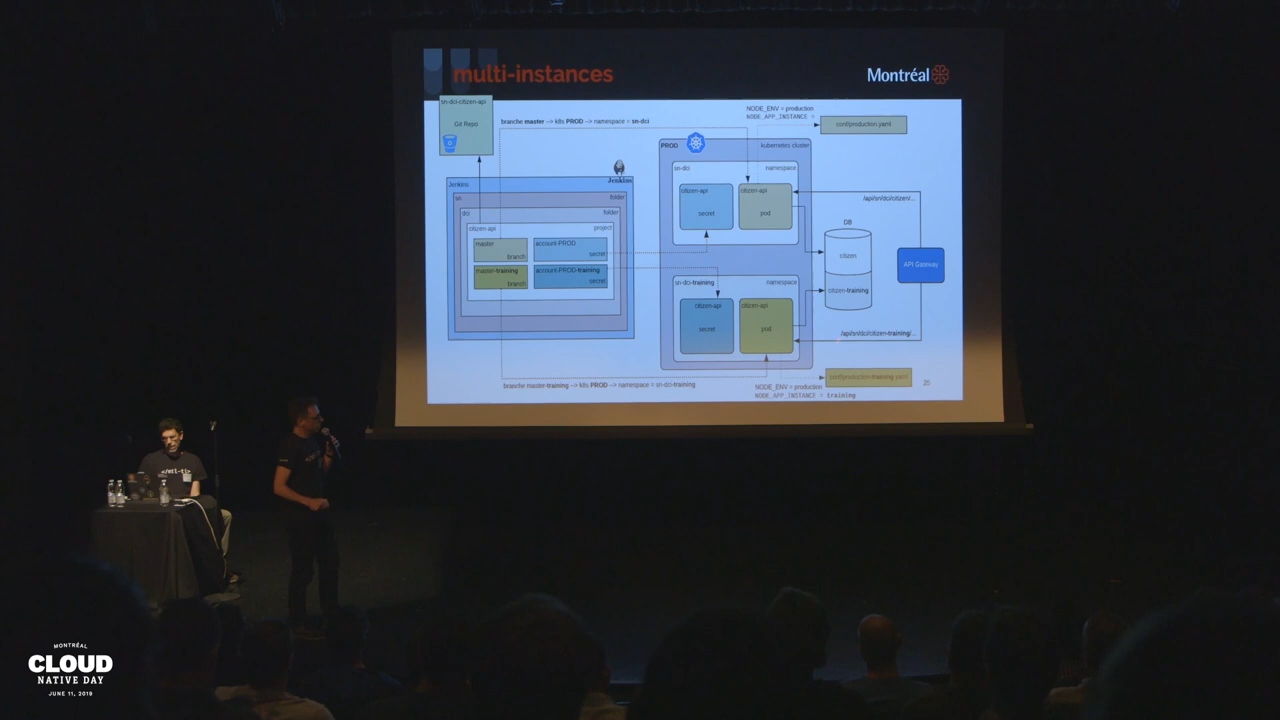 multi-instances
Montréal
sn-dci-citizen-api
Git Repo
branche master --> k8s PROD --> namespace = sn-dci
NODE_ENV = production
NODE_APP_INSTANCE =
conf/production.yaml
Jenkins
Jenkins
sn
folder
dci
folder
citizen-api
project
master
branch
account-PROD
secret
master-training
branch
account-PROD-training
secret
PROD
kubernetes cluster
sn-dci
namespace
citizen-api
secret
citizen-api
pod
sn-dci-training
namespace
citizen-api
secret
citizen-api
pod
/api/sn/dci/citizen/...
DB
citizen
citizen-training
API Gateway
/api/sn/dci/citizen-training/...
branche master-training --> k8s PROD --> namespace = sn-dci-training
conf/production-training.yaml
NODE_ENV = production
NODE_APP_INSTANCE = training
</mtl-ti>
MONTRÉAL
CLOUD
NATIVE DAY
JUNE 11, 2019